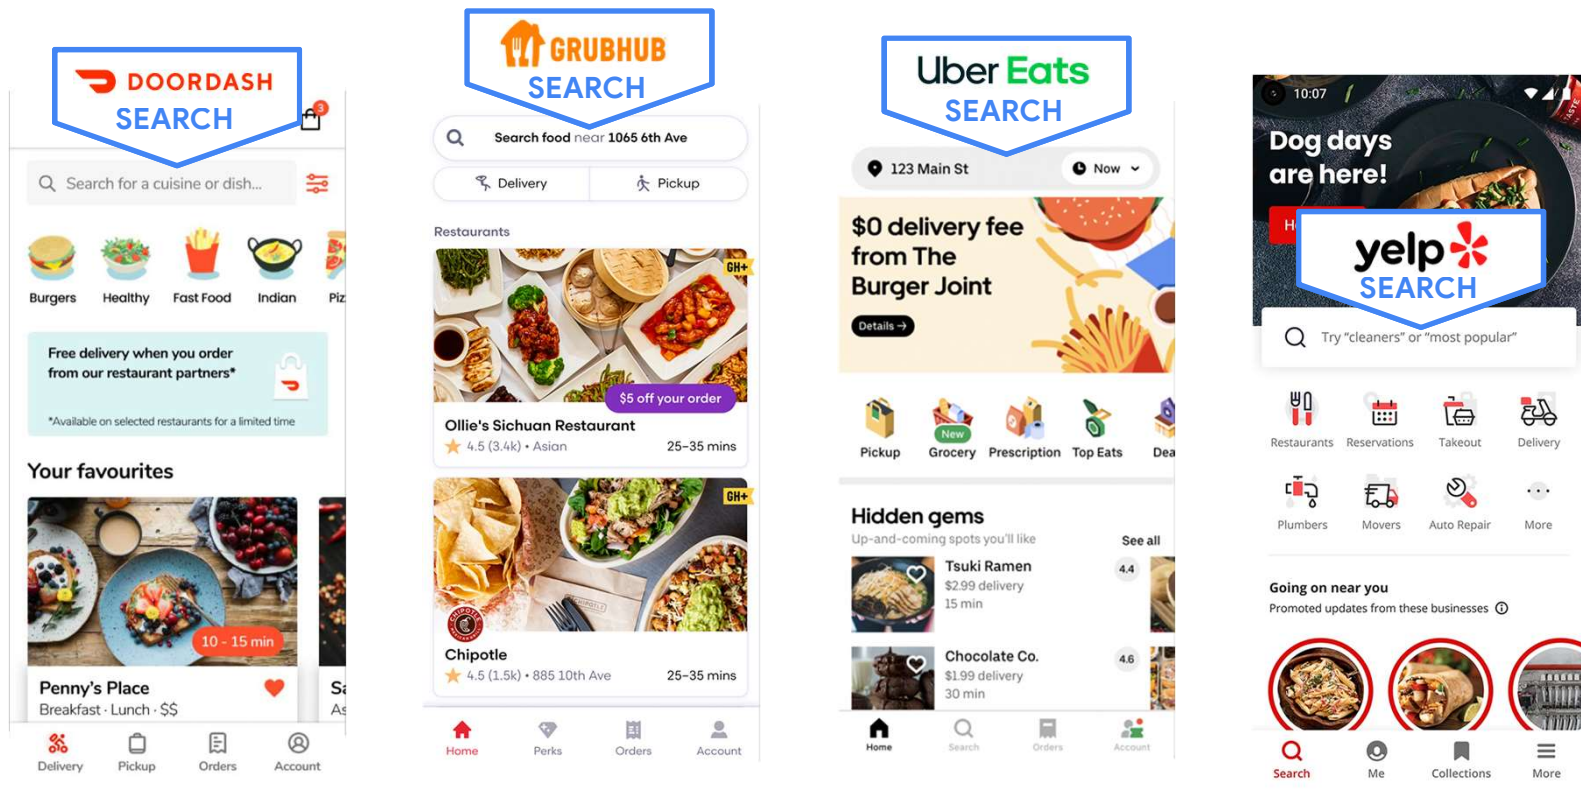 DOORDASH
SEARCH
3
Search for a cuisine or dish...
Burgers
Healthy
Fast Food
Indian
Piz
Free delivery when you order
from our restaurant partners*
*Available on selected restaurants for a limited time
Your favourites
10 - 15 min
Penny's Place
Breakfast · Lunch · $$
Sa
As
Delivery
Pickup
Orders
Account
GRUBHUB
SEARCH
Search food near 1065 6th Ave
Delivery
Pickup
Restaurants
GH+
$5 off your order
Ollie's Sichuan Restaurant
4.5 (3.4k) • Asian
25–35 mins
GH+
CHIPOTLE
Chipotle
4.5 (1.5k) • 885 10th Ave
25–35 mins
Home
Perks
Orders
Account
Uber Eats
SEARCH
123 Main St
Now
$0 delivery fee
from The
Burger Joint
Details →
New
Pickup
Grocery
Prescription
Top Eats
Dea
Hidden gems
Up-and-coming spots you'll like
See all
Tsuki Ramen
4.4
$2.99 delivery
15 min
Chocolate Co.
4.6
$1.99 delivery
30 min
Home
Search
Orders
Account
10:07
TASTE
Dog days
are here!
H
yelp
SEARCH
Try "cleaners" or "most popular"
Restaurants
Reservations
Takeout
Delivery
Plumbers
Movers
Auto Repair
More
Going on near you
Promoted updates from these businesses
Search
Me
Collections
More